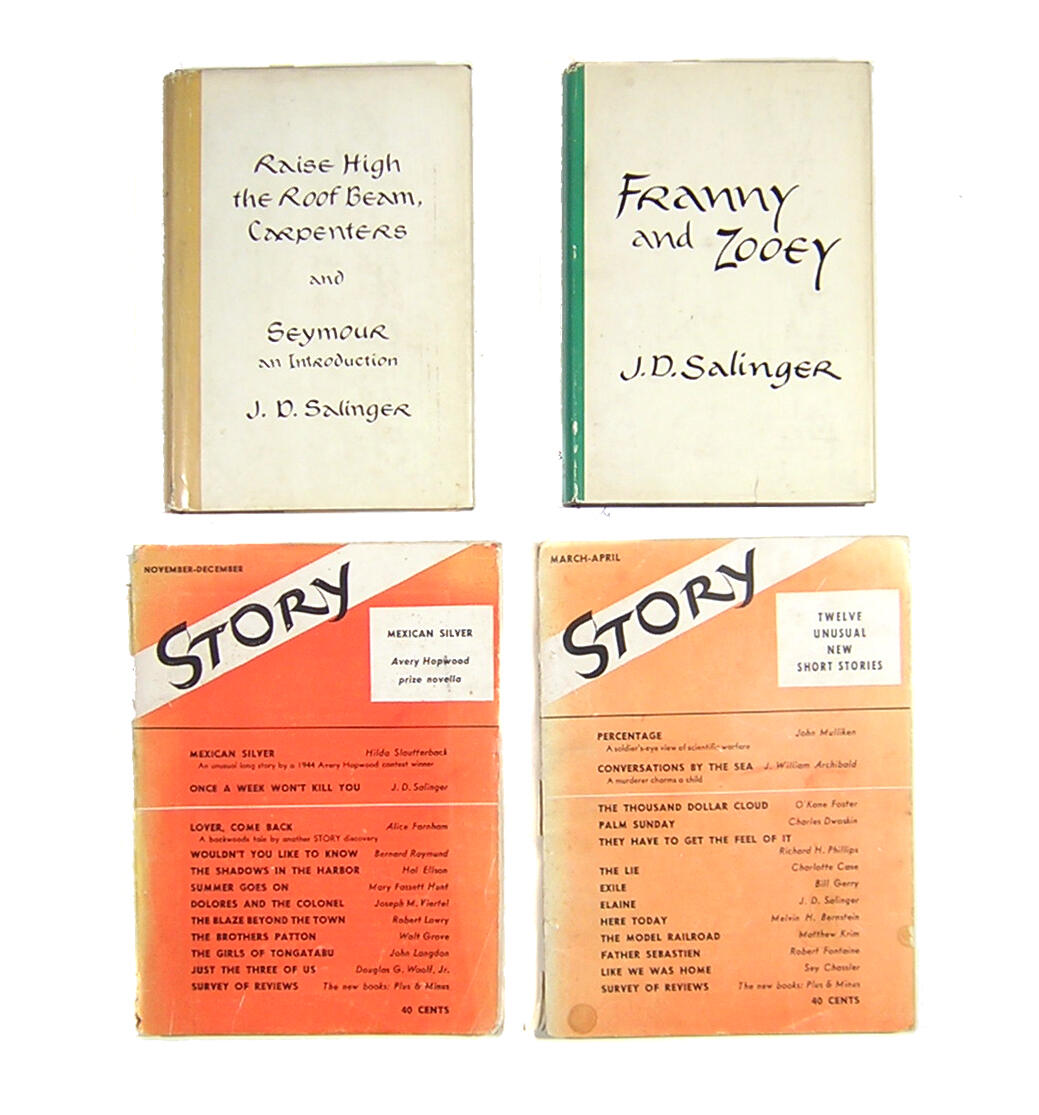 Raise High
the Roof Beam,
Carpenters
and
Seymour
an Introduction
J. D. Salinger
Franny
and Zooey
J. D. Salinger
NOVEMBER-DECEMBER
STORY
MEXICAN SILVER
Avery Hopwood
prize novella
MEXICAN SILVER Hilda Slautterback
An unusual long story by a 1944 Avery Hopwood contest winner
ONCE A WEEK WON'T KILL YOU J. D. Salinger
LOVER, COME BACK Alice Farnham
A backwoods tale by another STORY discovery
WOULDN'T YOU LIKE TO KNOW Bernard Raymund
THE SHADOWS IN THE HARBOR Hal Ellson
SUMMER GOES ON Mary Fassett Hunt
DOLORES AND THE COLONEL Joseph M. Viertel
THE BLAZE BEYOND THE TOWN Robert Lowry
THE BROTHERS PATTON Walt Grove
THE GIRLS OF TONGATABU John Langdon
JUST THE THREE OF US Douglas G. Woolf, Jr.
SURVEY OF REVIEWS The new books: Plus & Minus
40 CENTS
MARCH-APRIL
STORY
TWELVE
UNUSUAL
NEW
SHORT STORIES
PERCENTAGE John Mulliken
A soldier's-eye view of scientific warfare
CONVERSATIONS BY THE SEA J. William Archibald
A murderer charms a child
THE THOUSAND DOLLAR CLOUD O'Kane Foster
PALM SUNDAY Charles Dwoskin
THEY HAVE TO GET THE FEEL OF IT
Richard H. Phillips
THE LIE Charlotte Case
EXILE Bill Gerry
ELAINE J. D. Salinger
HERE TODAY Melvin H. Bernstein
THE MODEL RAILROAD Matthew Krim
FATHER SEBASTIEN Robert Fontaine
LIKE WE WAS HOME Sey Chassler
SURVEY OF REVIEWS The new books: Plus & Minus
40 CENTS